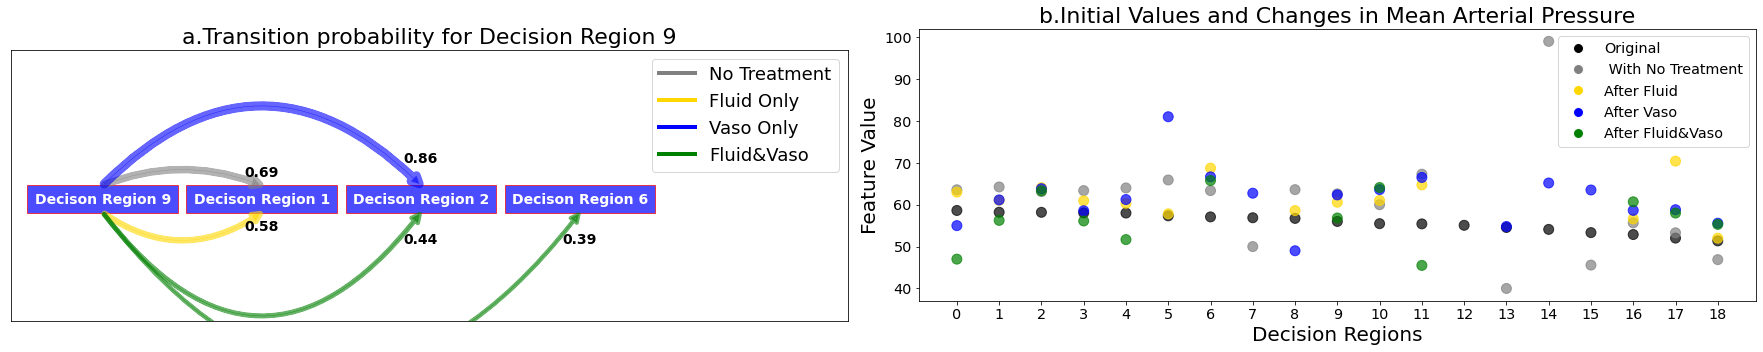 a.Transition probability for Decision Region 9
No Treatment
Fluid Only
Vaso Only
Fluid&Vaso
0.86
0.69
Decison Region 9
Decison Region 1
Decison Region 2
Decison Region 6
0.58
0.44
0.39
b.Initial Values and Changes in Mean Arterial Pressure
Feature Value
100
90
80
70
60
50
40
Original
With No Treatment
After Fluid
After Vaso
After Fluid&Vaso
0 1 2 3 4 5 6 7 8 9 10 11 12 13 14 15 16 17 18
Decision Regions